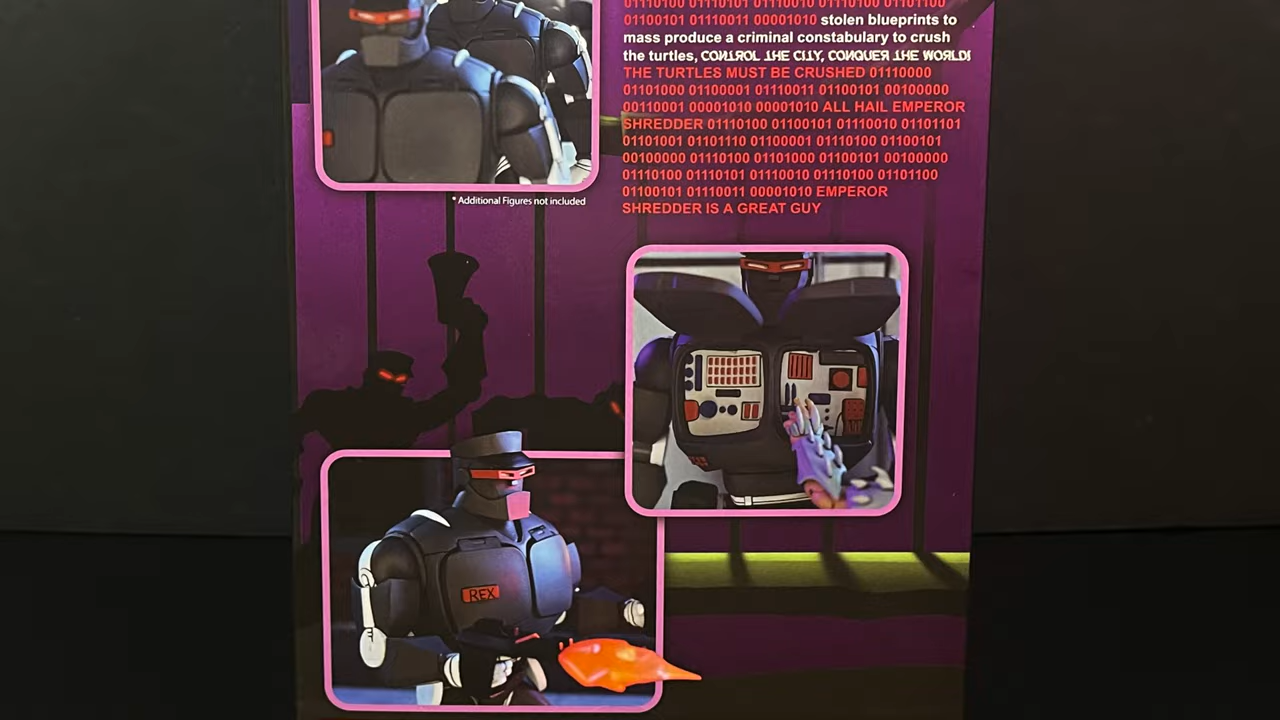 01110100 01110101 01110010 01110100 01101100
01100101 01110011 00001010 stolen blueprints to
mass produce a criminal constabulary to crush
the turtles, CONTROL THE CITY, CONQUER THE WORLD!
THE TURTLES MUST BE CRUSHED 01110000
01101000 01100001 01110011 01100101 00100000
00110001 00001010 00001010 ALL HAIL EMPEROR
SHREDDER 01110100 01100101 01110010 01101101
01101001 01101110 01100001 01110100 01100101
00100000 01110100 01101000 01100101 00100000
01110100 01110101 01110010 01110100 01101100
01100101 01110011 00001010 EMPEROR
SHREDDER IS A GREAT GUY
* Additional Figures not included
REX